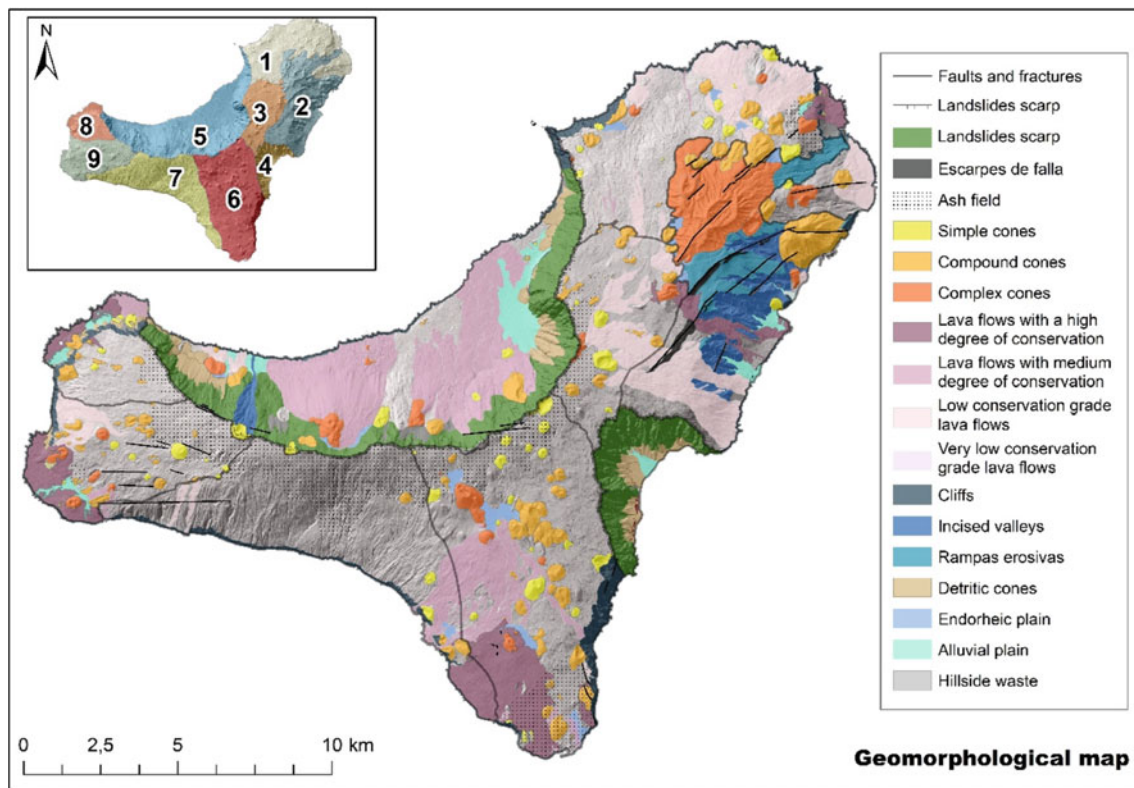 N
1
2
3
4
5
6
7
8
9
Faults and fractures
Landslides scarp
Landslides scarp
Escarpes de falla
Ash field
Simple cones
Compound cones
Complex cones
Lava flows with a high
degree of conservation
Lava flows with medium
degree of conservation
Low conservation grade
lava flows
Very low conservation
grade lava flows
Cliffs
Incised valleys
Rampas erosivas
Detritic cones
Endorheic plain
Alluvial plain
Hillside waste
0 2,5 5 10 km
Geomorphological map